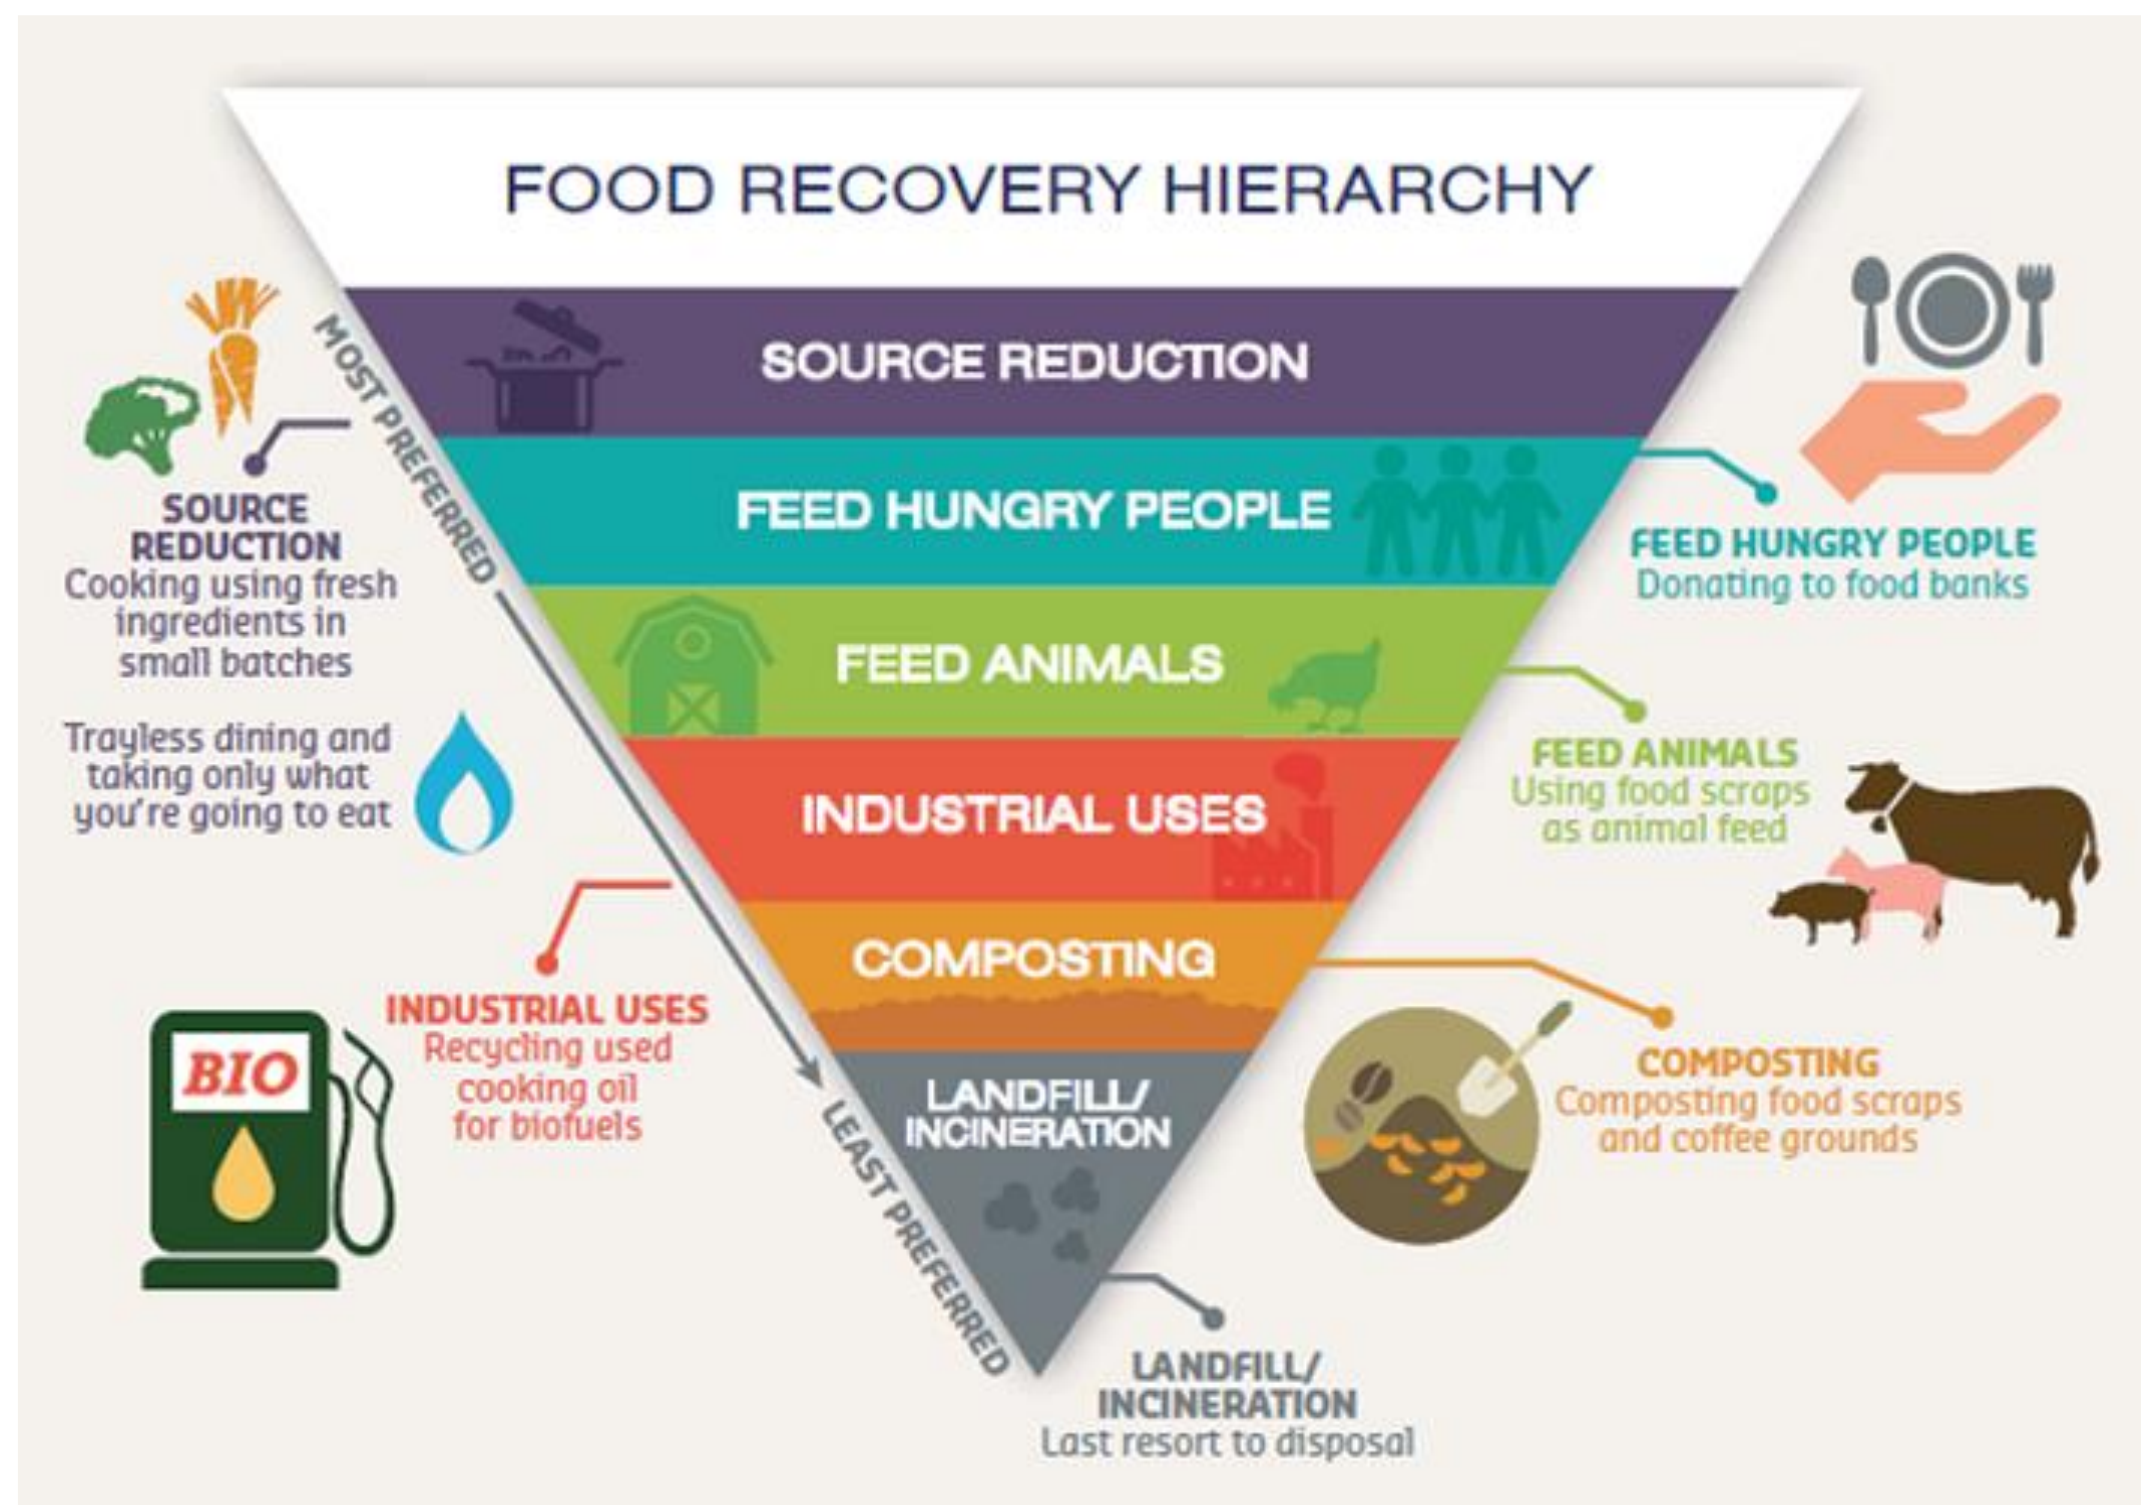 FOOD RECOVERY HIERARCHY
MOST PREFERRED
SOURCE REDUCTION
FEED HUNGRY PEOPLE
FEED ANIMALS
INDUSTRIAL USES
COMPOSTING
LANDFILL/
INCINERATION
LEAST PREFERRED
SOURCE
REDUCTION
Cooking using fresh
ingredients in
small batches
Trayless dining and
taking only what
you're going to eat
INDUSTRIAL USES
Recycling used
cooking oil
for biofuels
BIO
FEED HUNGRY PEOPLE
Donating to food banks
FEED ANIMALS
Using food scraps
as animal feed
COMPOSTING
Composting food scraps
and coffee grounds
LANDFILL/
INCINERATION
Last resort to disposal